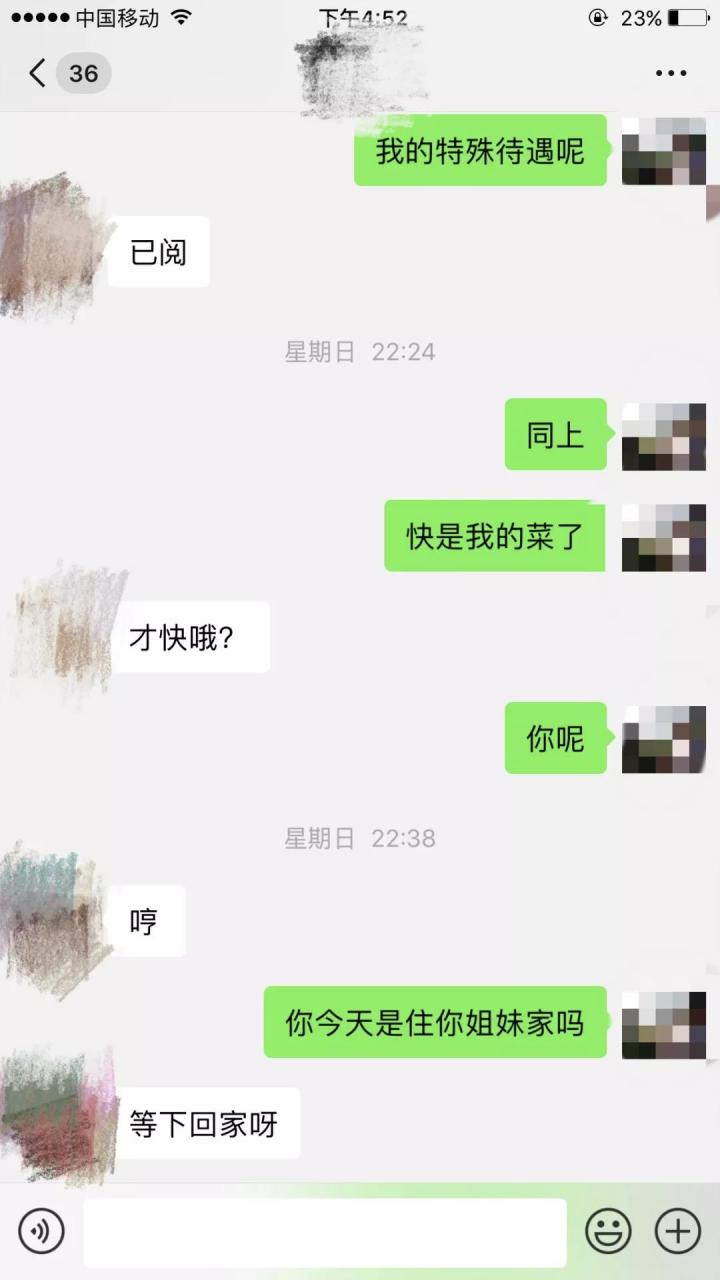 中国移动
下午4:52
23%
36
我的特殊待遇呢
已阅
星期日 22:24
同上
快是我的菜了
才快哦?
你呢
星期日 22:38
哼
你今天是住你姐妹家吗
等下回家呀